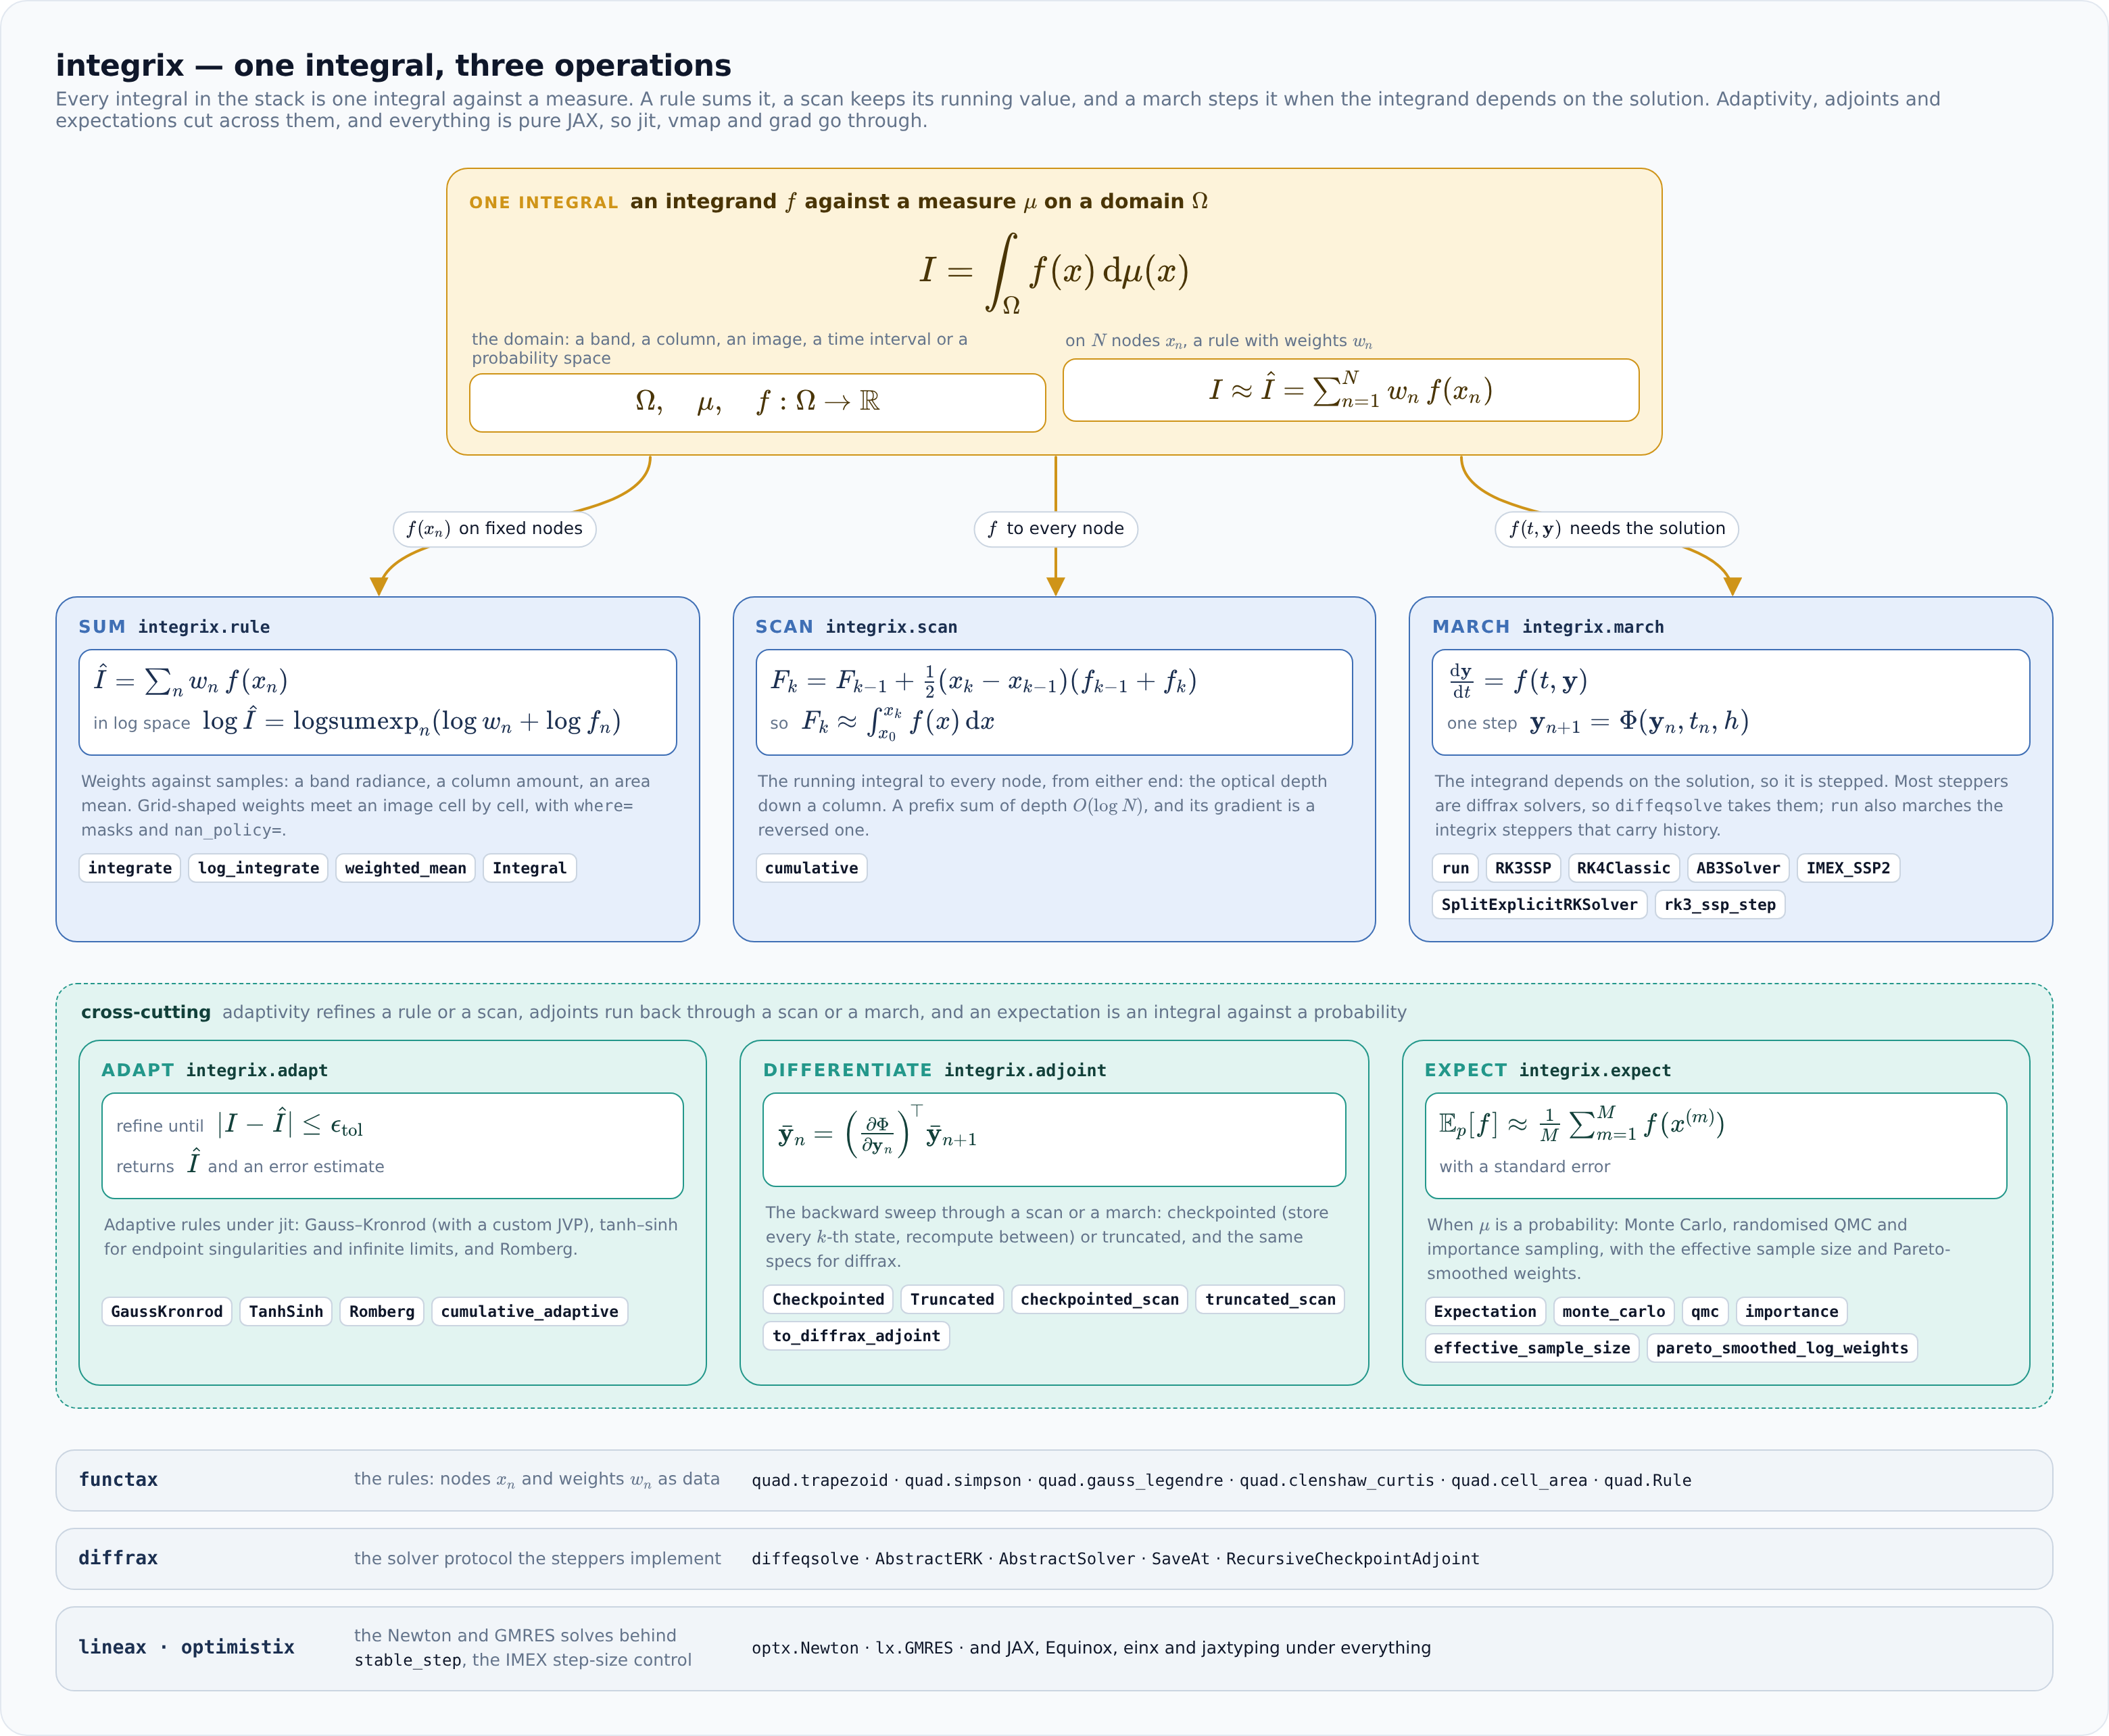 integrix — one integral, three operations
Every integral in the stack is one integral against a measure. A rule sums it, a scan keeps its running value, and a march steps it when the integrand depends on the solution. Adaptivity, adjoints and
expectations cut across them, and everything is pure JAX, so jit, vmap and grad go through.
ONE INTEGRAL an integrand f against a measure μ on a domain Ω
I = ∫_Ω f(x) dμ(x)
the domain: a band, a column, an image, a time interval or a
probability space
Ω, μ, f : Ω → ℝ
on N nodes xₙ, a rule with weights wₙ
I ≈ Î = ∑_{n=1}^{N} wₙ f(xₙ)
f(xₙ) on fixed nodes
f to every node
f(t, y) needs the solution
SUM integrix.rule
Î = ∑ₙ wₙ f(xₙ)
in log space log Î = logsumexpₙ(log wₙ + log fₙ)
Weights against samples: a band radiance, a column amount, an area
mean. Grid-shaped weights meet an image cell by cell, with where=
masks and nan_policy=.
integrate log_integrate weighted_mean Integral
SCAN integrix.scan
F_k = F_{k−1} + ½(x_k − x_{k−1})(f_{k−1} + f_k)
so F_k ≈ ∫_{x_0}^{x_k} f(x) dx
The running integral to every node, from either end: the optical depth
down a column. A prefix sum of depth O(log N), and its gradient is a
reversed one.
cumulative
MARCH integrix.march
dy/dt = f(t, y)
one step y_{n+1} = Φ(yₙ, tₙ, h)
The integrand depends on the solution, so it is stepped. Most steppers
are diffrax solvers, so diffeqsolve takes them; run also marches the
integrix steppers that carry history.
run RK3SSP RK4Classic AB3Solver IMEX_SSP2
SplitExplicitRKSolver rk3_ssp_step
cross-cutting adaptivity refines a rule or a scan, adjoints run back through a scan or a march, and an expectation is an integral against a probability
ADAPT integrix.adapt
refine until |I − Î| ≤ ϵ_tol
returns Î and an error estimate
Adaptive rules under jit: Gauss–Kronrod (with a custom JVP), tanh–sinh
for endpoint singularities and infinite limits, and Romberg.
GaussKronrod TanhSinh Romberg cumulative_adaptive
DIFFERENTIATE integrix.adjoint
ȳₙ = (∂Φ/∂yₙ)^⊤ ȳ_{n+1}
The backward sweep through a scan or a march: checkpointed (store
every k-th state, recompute between) or truncated, and the same
specs for diffrax.
Checkpointed Truncated checkpointed_scan truncated_scan
to_diffrax_adjoint
EXPECT integrix.expect
𝔼_p[f] ≈ 1/M ∑_{m=1}^{M} f(x^{(m)})
with a standard error
When μ is a probability: Monte Carlo, randomised QMC and
importance sampling, with the effective sample size and Pareto-
smoothed weights.
Expectation monte_carlo qmc importance
effective_sample_size pareto_smoothed_log_weights
functax the rules: nodes xₙ and weights wₙ as data quad.trapezoid · quad.simpson · quad.gauss_legendre · quad.clenshaw_curtis · quad.cell_area · quad.Rule
diffrax the solver protocol the steppers implement diffeqsolve · AbstractERK · AbstractSolver · SaveAt · RecursiveCheckpointAdjoint
lineax · optimistix
the Newton and GMRES solves behind
stable_step, the IMEX step-size control
optx.Newton · lx.GMRES · and JAX, Equinox, einx and jaxtyping under everything